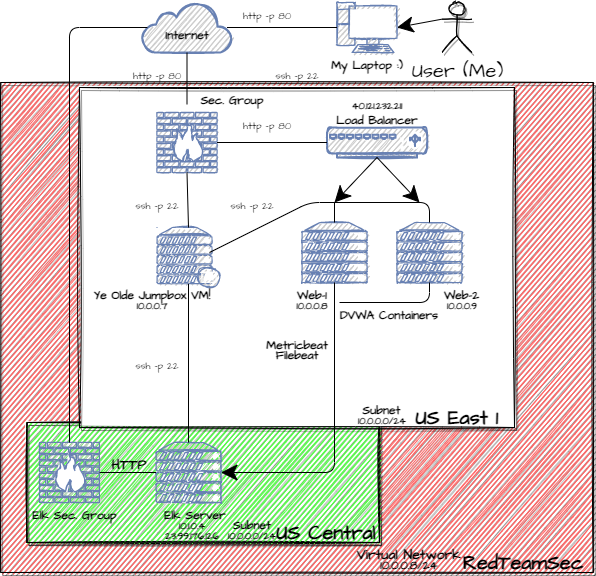 http -p 80
Internet
My Laptop :)
User (Me)
http -p 80
ssh -p 22
Sec. Group
40.121.232.211
Load Balancer
http -p 80
ssh -p 22
ssh -p 22
Ye Olde Jumpbox VM!
10.0.0.7
Web-1
10.0.0.8
Web-2
10.0.0.9
DVWA Containers
Metricbeat
Filebeat
ssh -p 22
Subnet
10.0.0.0/24
US East 1
HTTP
Elk Sec. Group
Elk Server
10.1.0.4
23.99.176.126
Subnet
10.0.0.0/24
US Central
Virtual Network
10.0.0.8/24
RedTeamSec